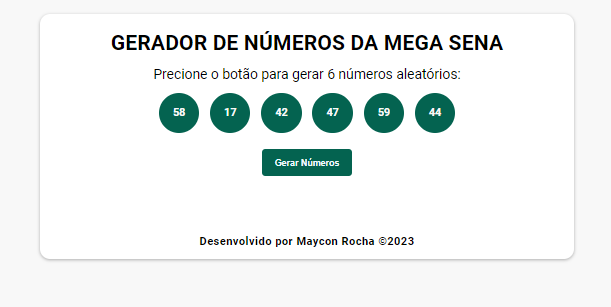 GERADOR DE NÚMEROS DA MEGA SENA
Precione o botão para gerar 6 números aleatórios:
58 17 42 47 59 44
Gerar Números
Desenvolvido por Maycon Rocha ©2023